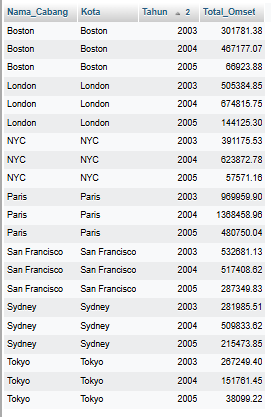 Nama_Cabang Kota Tahun 2 Total_Omset
Boston Boston 2003 301781.38
Boston Boston 2004 467177.07
Boston Boston 2005 66923.88
London London 2003 505384.85
London London 2004 674815.75
London London 2005 144125.30
NYC NYC 2003 391175.53
NYC NYC 2004 623872.78
NYC NYC 2005 57571.16
Paris Paris 2003 969959.90
Paris Paris 2004 1368458.96
Paris Paris 2005 480750.04
San Francisco San Francisco 2003 532681.13
San Francisco San Francisco 2004 517408.62
San Francisco San Francisco 2005 287349.83
Sydney Sydney 2003 281985.51
Sydney Sydney 2004 509833.62
Sydney Sydney 2005 215473.85
Tokyo Tokyo 2003 267249.40
Tokyo Tokyo 2004 151761.45
Tokyo Tokyo 2005 38099.22